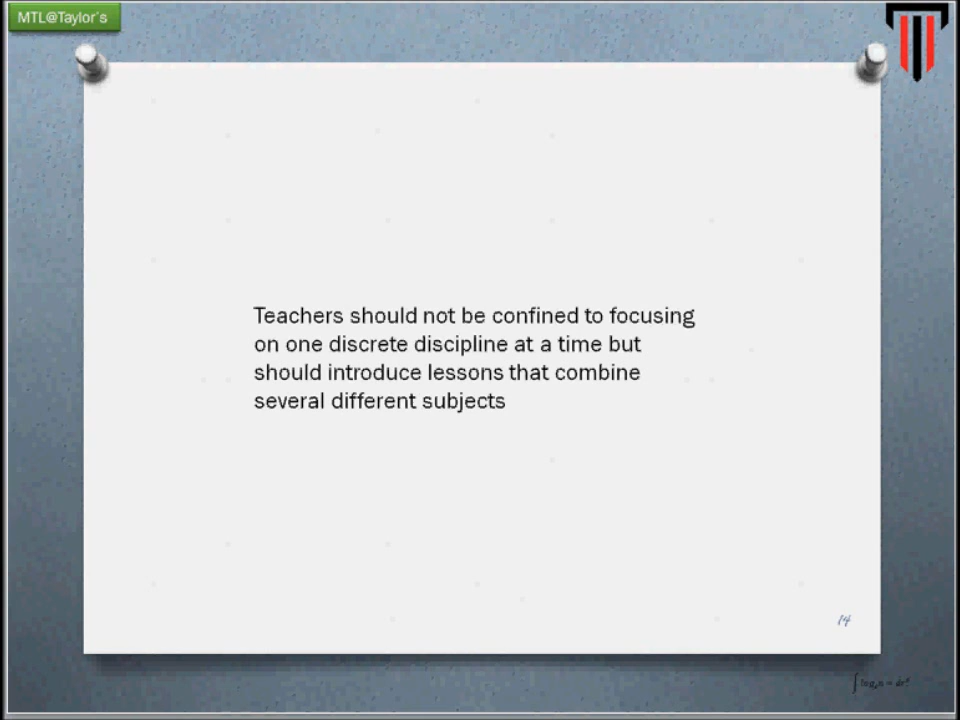 MTL@Taylor's
Teachers should not be confined to focusing
on one discrete discipline at a time but
should introduce lessons that combine
several different subjects
14